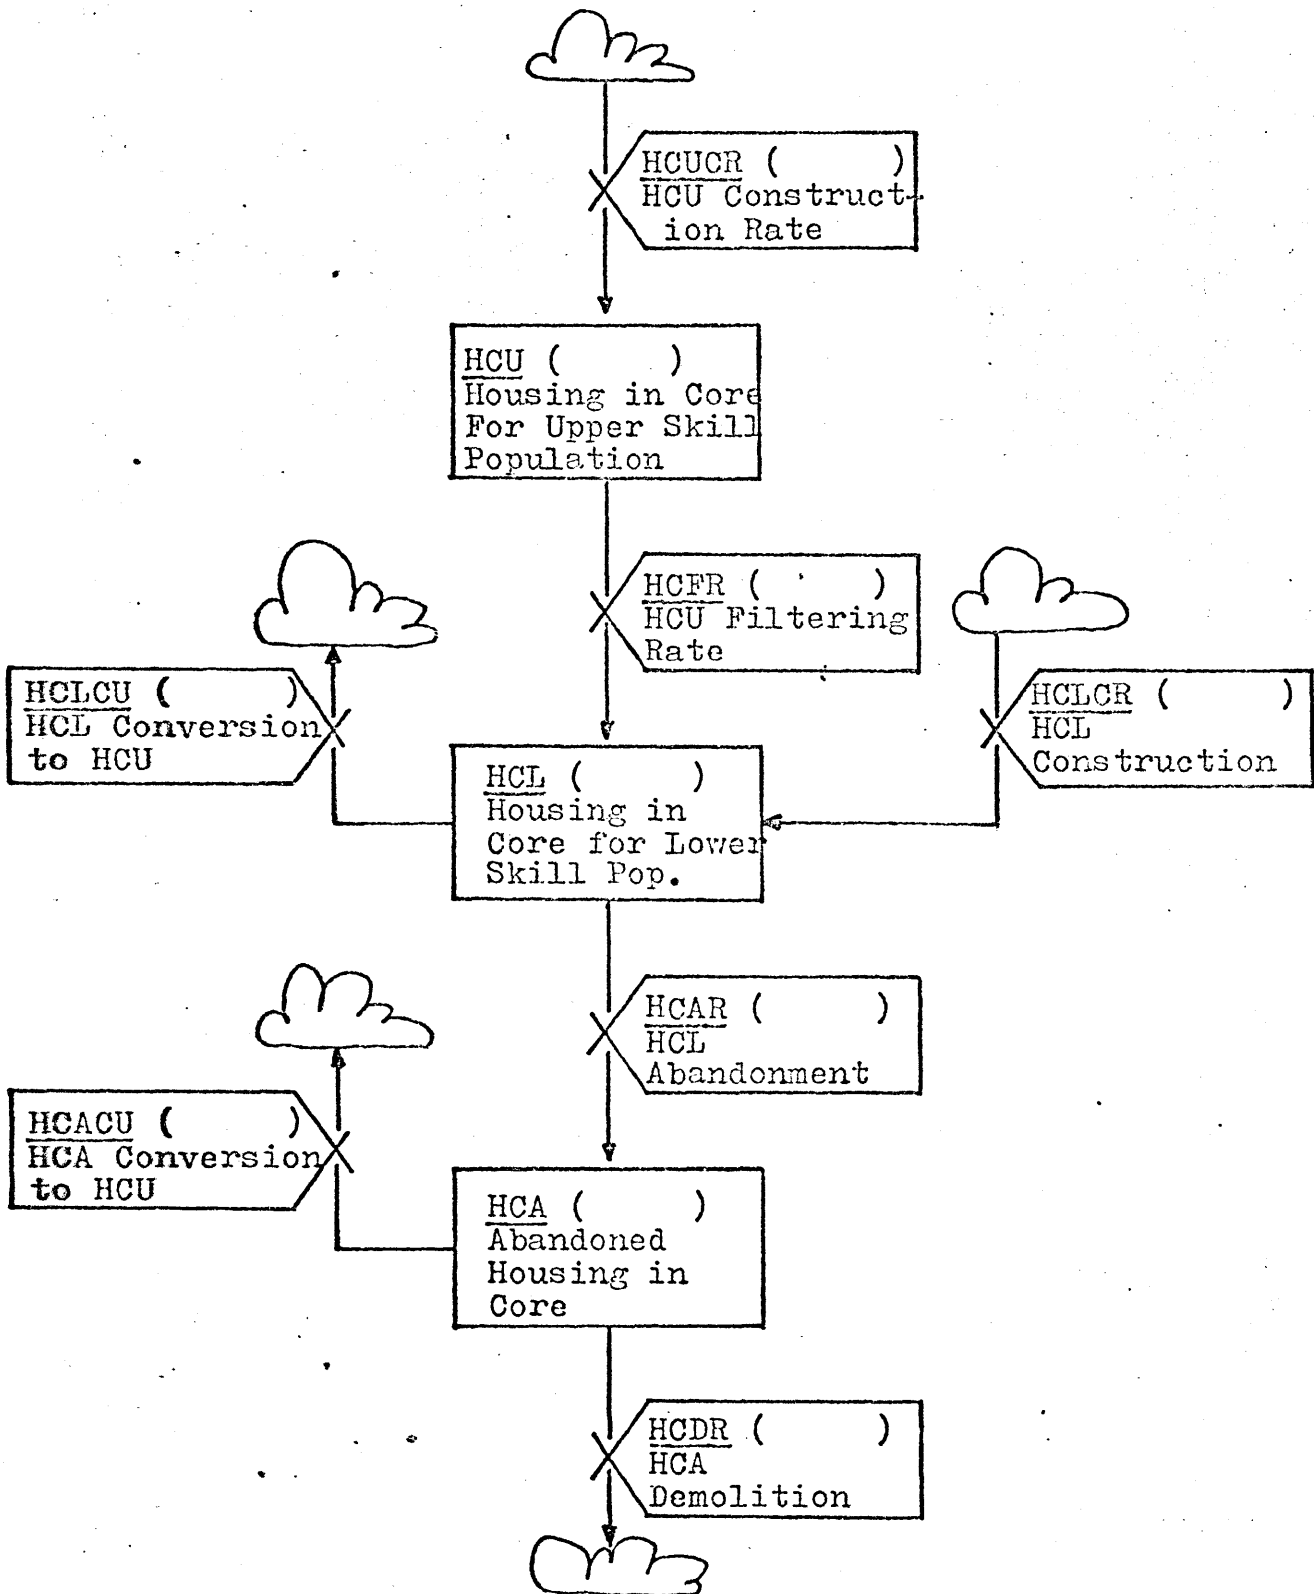 HCUCR ( )
HCU Construct-
ion Rate
HCU ( )
Housing in Core
For Upper Skill
Population
HCFR ( )
HCU Filtering
Rate
HCLCU ( )
HCL Conversion
to HCU
HCL ( )
Housing in
Core for Lower
Skill Pop.
HCLCR ( )
HCL
Construction
HCAR ( )
HCL
Abandonment
HCACU ( )
HCA Conversion
to HCU
HCA ( )
Abandoned
Housing in
Core
HCDR ( )
HCA
Demolition